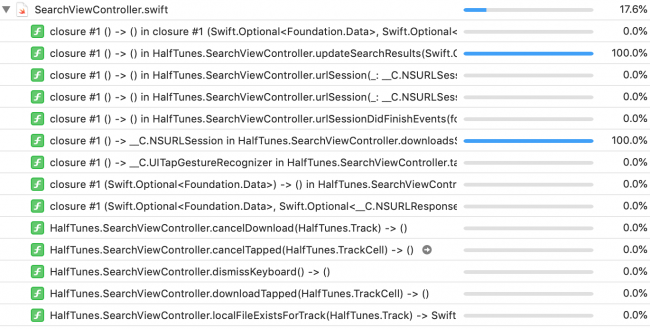 SearchViewController.swift 17.6%
closure #1 () -> () in closure #1 (Swift.Optional<Foundation.Data>, Swift.Optional< 0.0%
closure #1 () -> () in HalfTunes.SearchViewController.updateSearchResults(Swift.O 100.0%
closure #1 () -> () in HalfTunes.SearchViewController.urlSession(_: __C.NSURLSess 0.0%
closure #1 () -> () in HalfTunes.SearchViewController.urlSession(_: __C.NSURLSess 0.0%
closure #1 () -> () in HalfTunes.SearchViewController.urlSessionDidFinishEvents(fo 0.0%
closure #1 () -> __C.NSURLSession in HalfTunes.SearchViewController.downloadsS 100.0%
closure #1 () -> __C.UITapGestureRecognizer in HalfTunes.SearchViewController.ta 0.0%
closure #1 (Swift.Optional<Foundation.Data>) -> () in HalfTunes.SearchViewContr 0.0%
closure #1 (Swift.Optional<Foundation.Data>, Swift.Optional<__C.NSURLResponse 0.0%
HalfTunes.SearchViewController.cancelDownload(HalfTunes.Track) -> () 0.0%
HalfTunes.SearchViewController.cancelTapped(HalfTunes.TrackCell) -> () 0.0%
HalfTunes.SearchViewController.dismissKeyboard() -> () 0.0%
HalfTunes.SearchViewController.downloadTapped(HalfTunes.TrackCell) -> () 0.0%
HalfTunes.SearchViewController.localFileExistsForTrack(HalfTunes.Track) -> Swift 0.0%